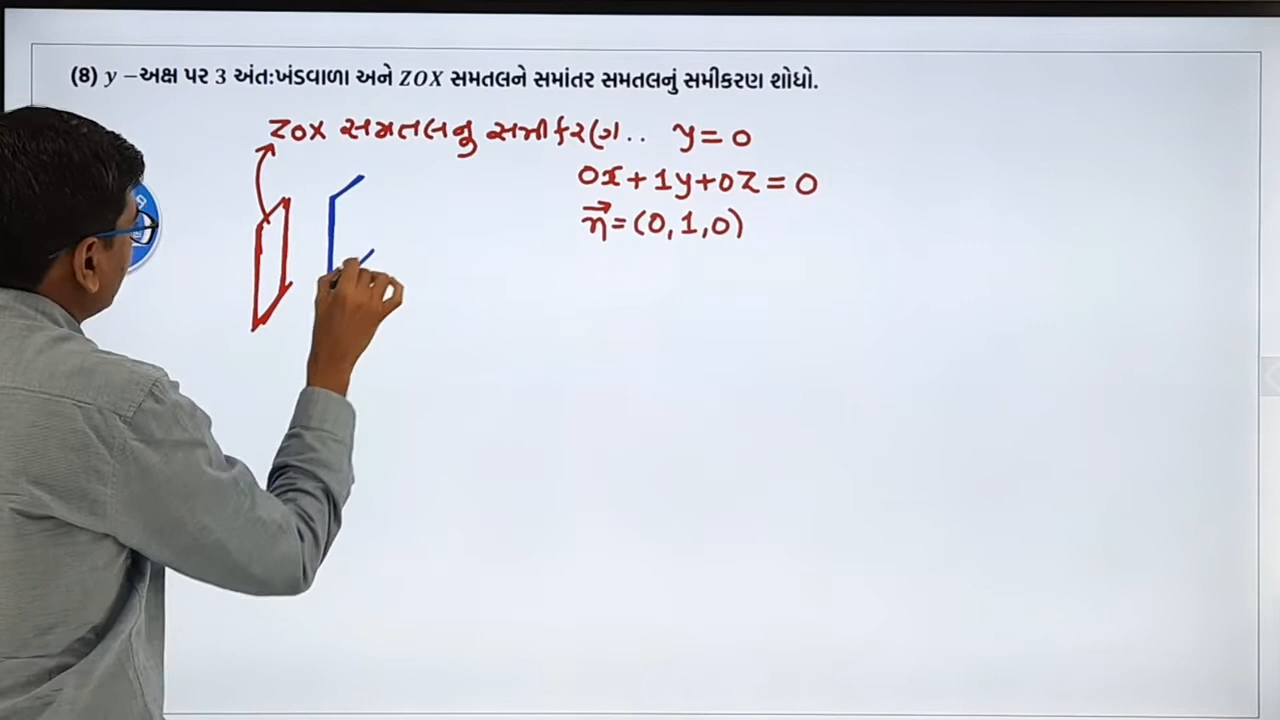 (8) y –અક્ષ પર 3 અંત:ખંડવાળા અને ZOX સમતલને સમાંતર સમતલનું સમીકરણ શોધો.
ZOX સમતલનું સમીકરણ.. y = 0
0x + 1y + 0z = 0
n⃗ = (0, 1, 0)